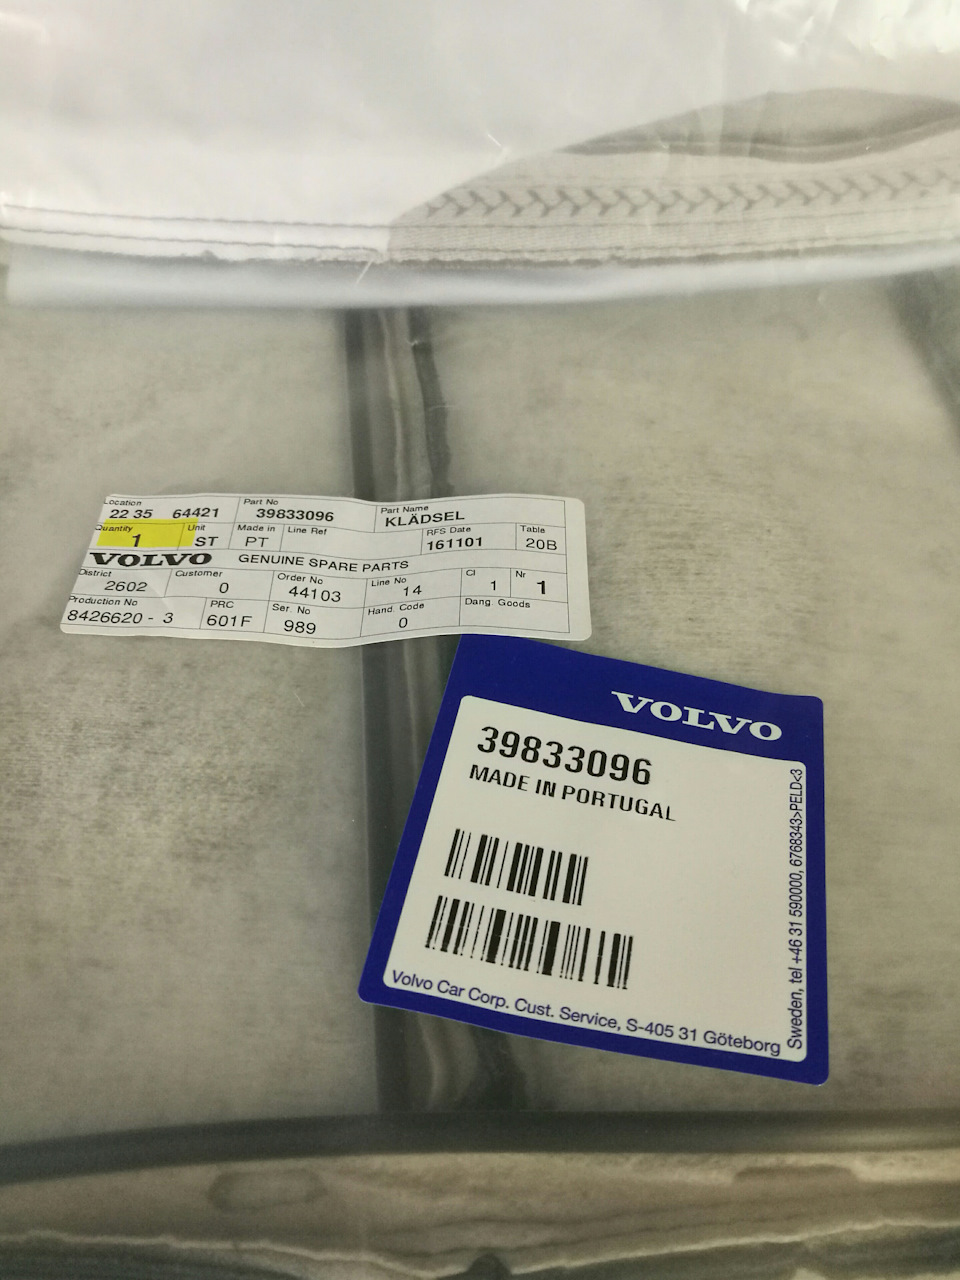 Location Part No Part Name
22 35 64421 39833096 KLÄDSEL
Quantity Unit Made in Line Ref RFS Date Table
1 ST PT 161101 20B
VOLVO GENUINE SPARE PARTS
District Customer Order No Line No Cl Nr
2602 0 44103 14 1 1
Production No PRC Ser. No Hand. Code Dang. Goods
8426620 - 3 601F 989 0
VOLVO
39833096
MADE IN PORTUGAL
Volvo Car Corp. Cust. Service, S-405 31 Göteborg
Sweden, tel +46 31 590000, 6768343>PELD<3